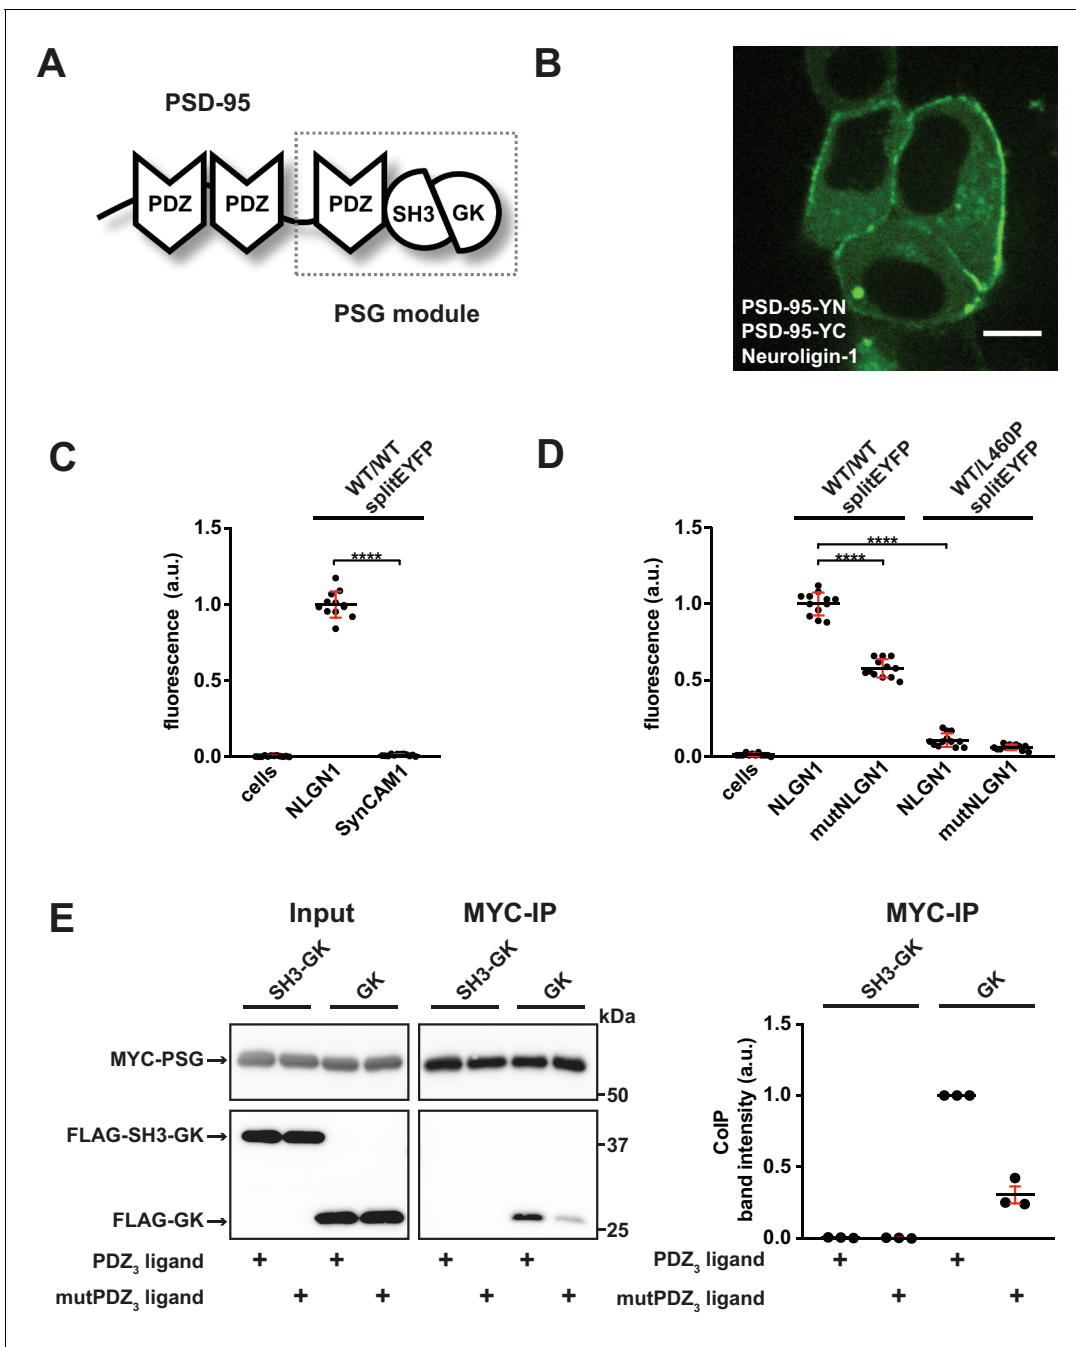 A
PSD-95
PDZ
PDZ
PDZ
SH3
GK
PSG module
B
PSD-95-YN
PSD-95-YC
Neuroligin-1
C
WT/WT
splitEYFP
fluorescence (a.u.)
1.5
1.0
0.5
0.0
****
cells
NLGN1
SynCAM1
D
WT/WT
splitEYFP
WT/L460P
splitEYFP
fluorescence (a.u.)
1.5
1.0
0.5
0.0
****
****
cells
NLGN1
mutNLGN1
NLGN1
mutNLGN1
E
Input
MYC-IP
SH3-GK
GK
SH3-GK
GK
kDa
MYC-PSG
50
FLAG-SH3-GK
37
FLAG-GK
25
PDZ3 ligand + + + +
mutPDZ3 ligand + + + +
MYC-IP
SH3-GK
GK
CoIP
band intensity (a.u.)
1.5
1.0
0.5
0.0
PDZ3 ligand + +
mutPDZ3 ligand + +